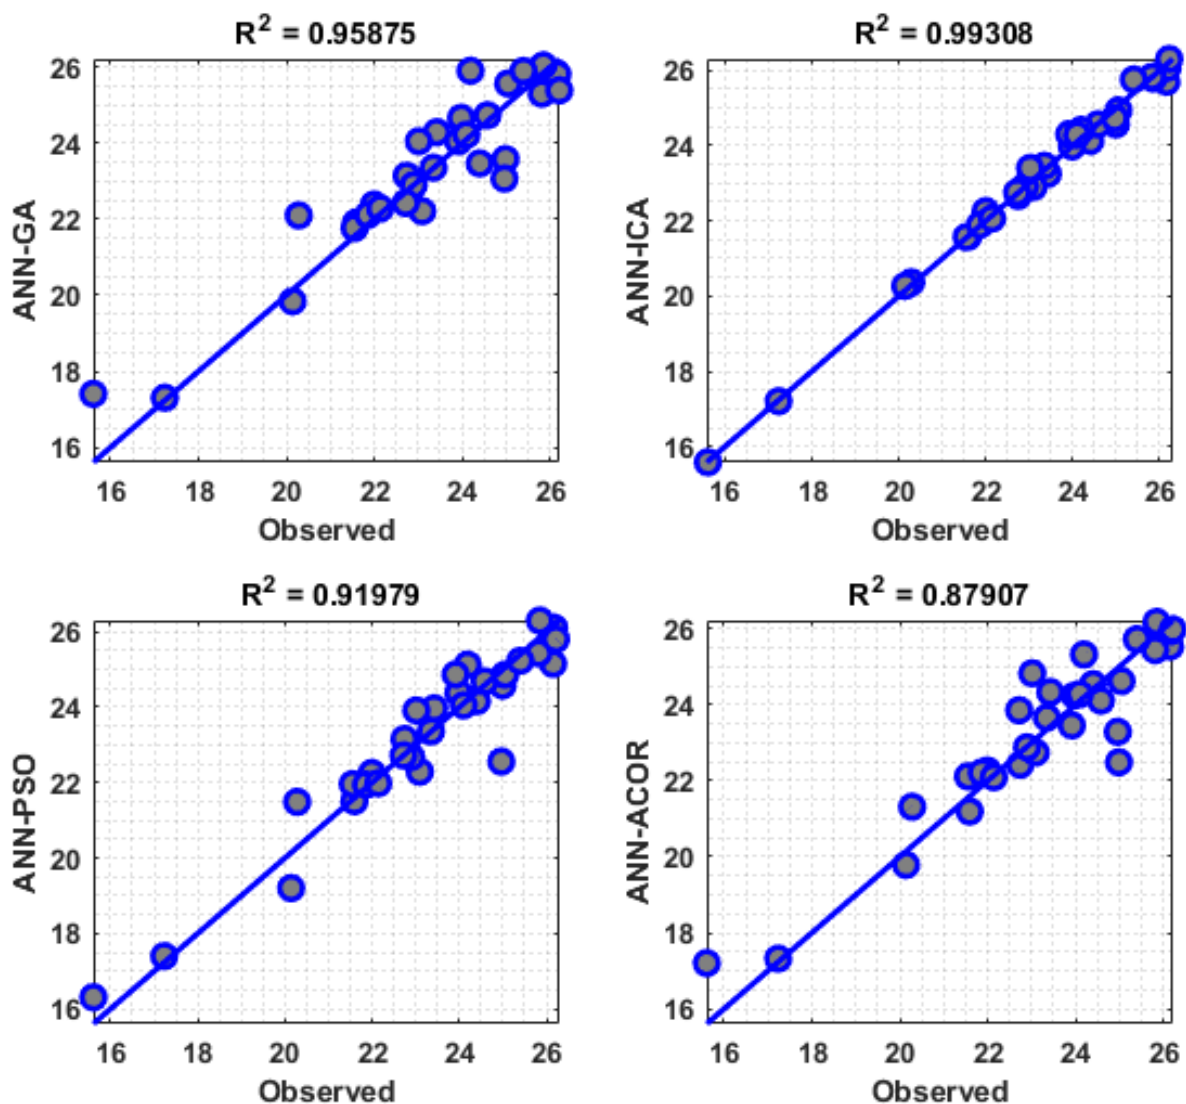 R² = 0.95875
ANN-GA
26
24
22
20
18
16
16 18 20 22 24 26
Observed
R² = 0.99308
ANN-ICA
26
24
22
20
18
16
16 18 20 22 24 26
Observed
R² = 0.91979
ANN-PSO
26
24
22
20
18
16
16 18 20 22 24 26
Observed
R² = 0.87907
ANN-ACOR
26
24
22
20
18
16
16 18 20 22 24 26
Observed